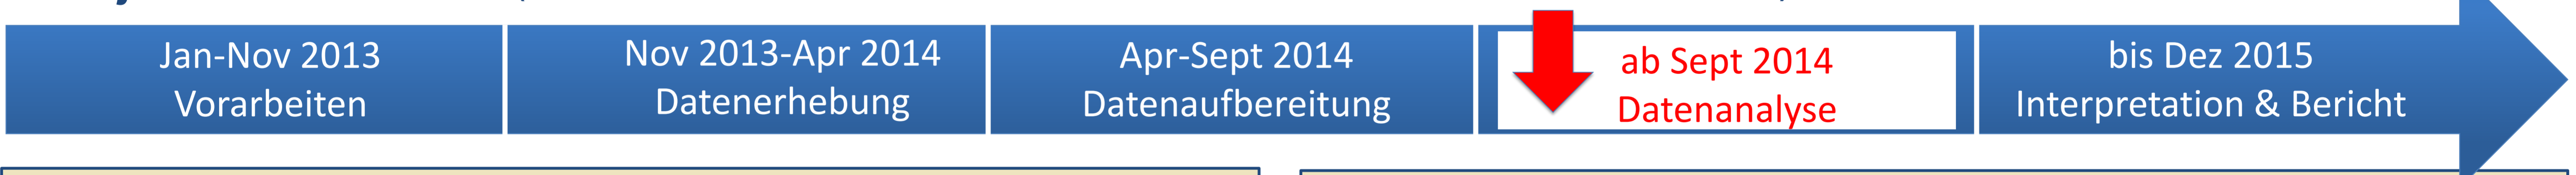 Jan-Nov 2013
Vorarbeiten
Nov 2013-Apr 2014
Datenerhebung
Apr-Sept 2014
Datenaufbereitung
ab Sept 2014
Datenanalyse
bis Dez 2015
Interpretation & Bericht